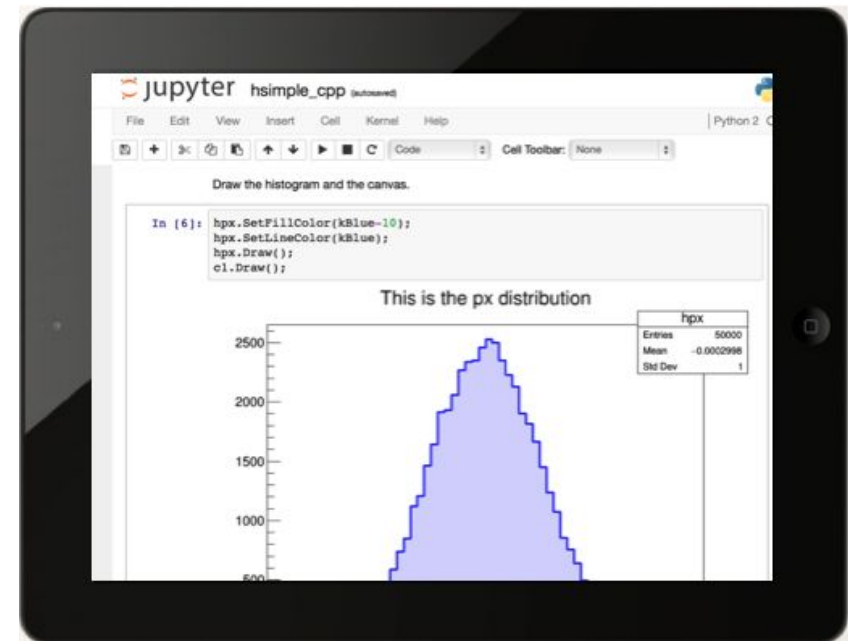 jupyter hsimple_cpp (autosaved)
File Edit View Insert Cell Kernel Help Python 2
Code Cell Toolbar: None
Draw the histogram and the canvas.
In [6]: hpx.SetFillColor(kBlue-10);
hpx.SetLineColor(kBlue);
hpx.Draw();
c1.Draw();
This is the px distribution
hpx
Entries 50000
Mean -0.0002998
Std Dev 1
2500
2000
1500
1000
500